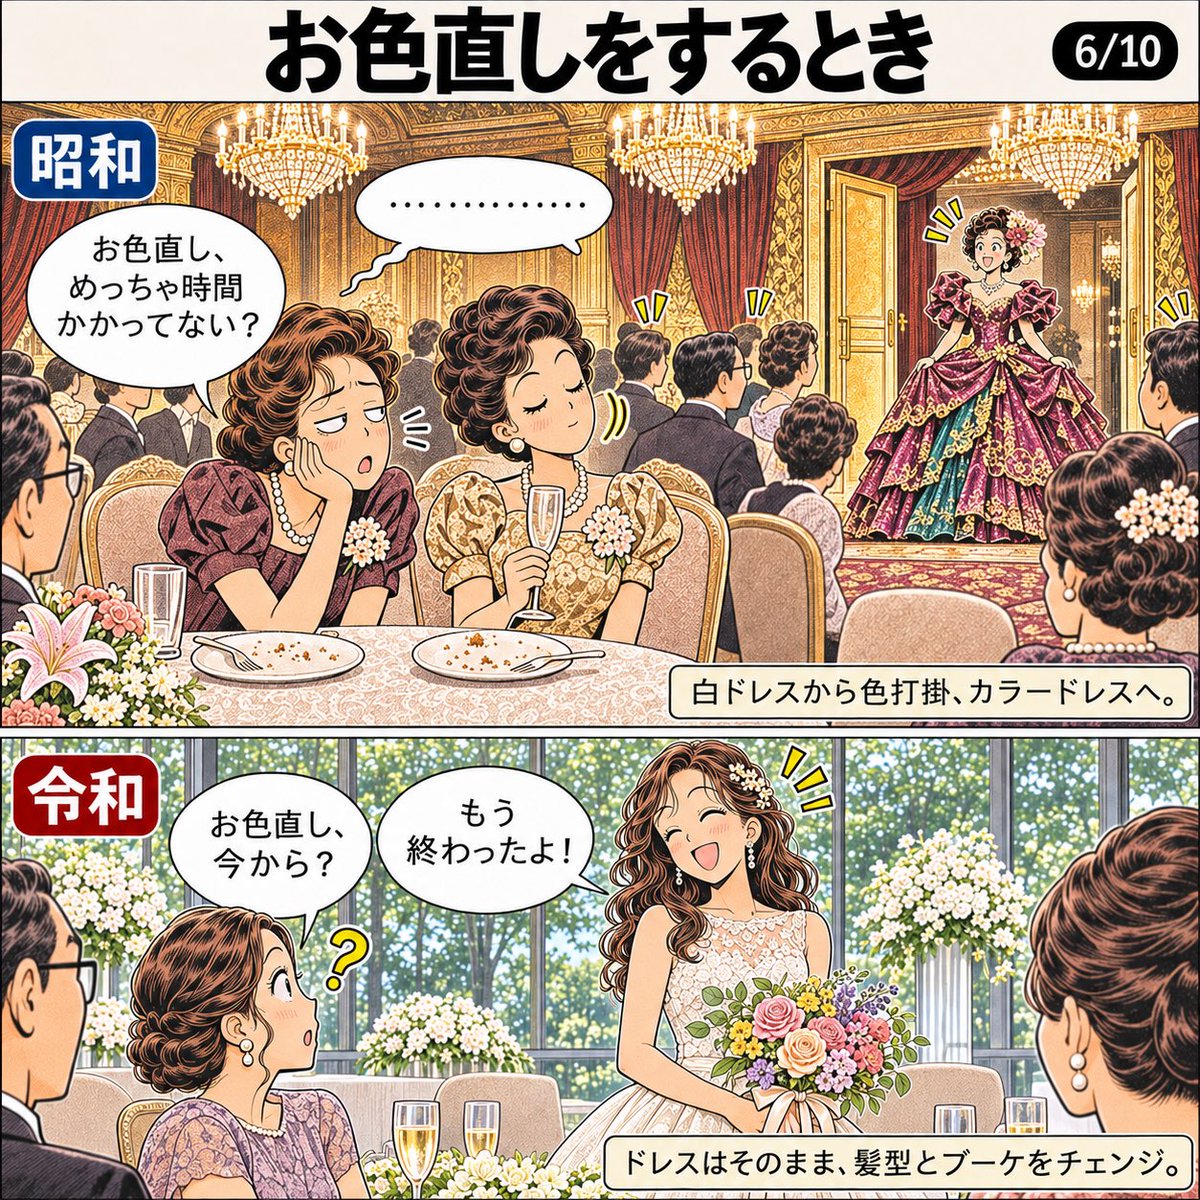 お色直しをするとき
6/10
昭和
お色直し、
めっちゃ時間
かかってない?
‥‥‥‥‥‥‥
白ドレスから色打掛、カラードレスへ。
令和
お色直し、
今から?
もう
終わったよ!
?
ドレスはそのまま、髪型とブーケをチェンジ。